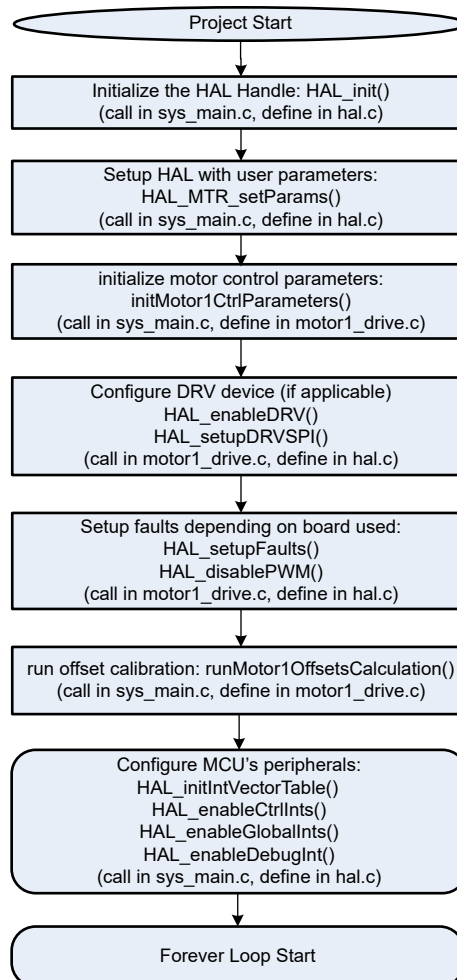 Project Start
Initialize the HAL Handle: HAL_init()
(call in sys_main.c, define in hal.c)
Setup HAL with user parameters:
HAL_MTR_setParams()
(call in sys_main.c, define in hal.c)
initialize motor control parameters:
initMotor1CtrlParameters()
(call in sys_main.c, define in motor1_drive.c)
Configure DRV device (if applicable)
HAL_enableDRV()
HAL_setupDRVSPI()
(call in motor1_drive.c, define in hal.c)
Setup faults depending on board used:
HAL_setupFaults()
HAL_disablePWM()
(call in motor1_drive.c, define in hal.c)
run offset calibration: runMotor1OffsetsCalculation()
(call in sys_main.c, define in motor1_drive.c)
Configure MCU's peripherals:
HAL_initIntVectorTable()
HAL_enableCtrlInts()
HAL_enableGlobalInts()
HAL_enableDebugInt()
(call in sys_main.c, define in hal.c)
Forever Loop Start